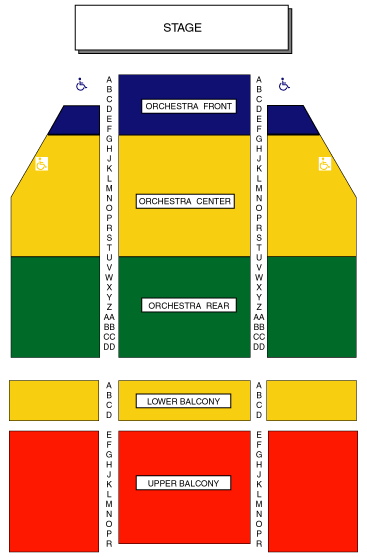 STAGE
A A
B B
C C
D ORCHESTRA FRONT D
E E
F F
G G
H H
J J
K K
L L
M M
N ORCHESTRA CENTER N
O O
P P
R R
S S
T T
U U
V V
W W
X X
Y Y
Z ORCHESTRA REAR Z
AA AA
BB BB
CC CC
DD DD
A A
B B
C LOWER BALCONY C
D D
E E
F F
G G
H H
J J
K UPPER BALCONY K
L L
M M
N N
O O
P P
R R